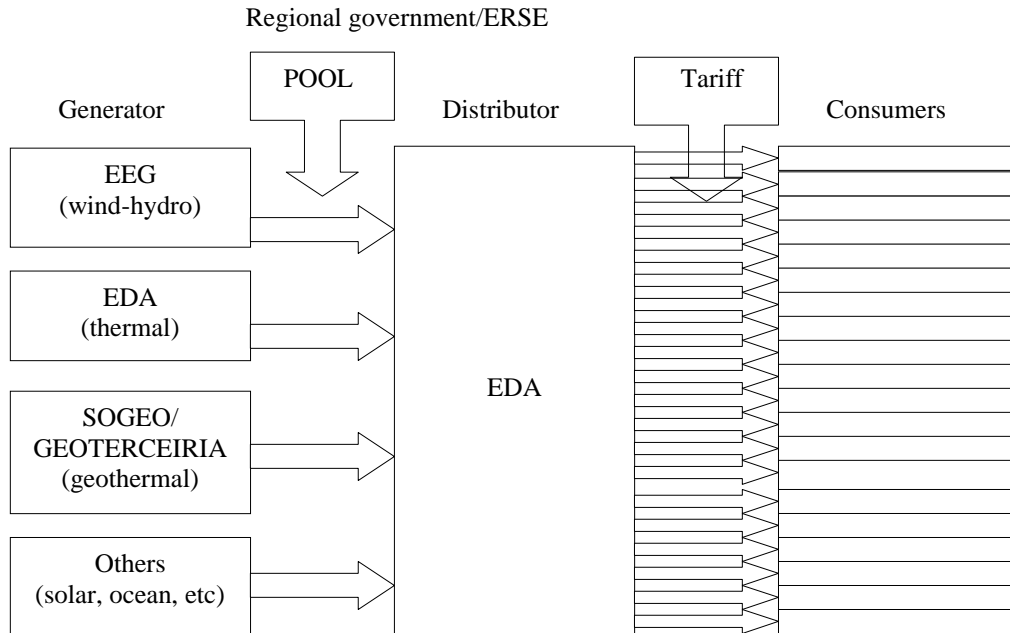 Regional government/ERSE
POOL
Tariff
Generator
Distributor
Consumers
EEG
(wind-hydro)
EDA
(thermal)
SOGEO/
GEOTERCEIRIA
(geothermal)
Others
(solar, ocean, etc)
EDA